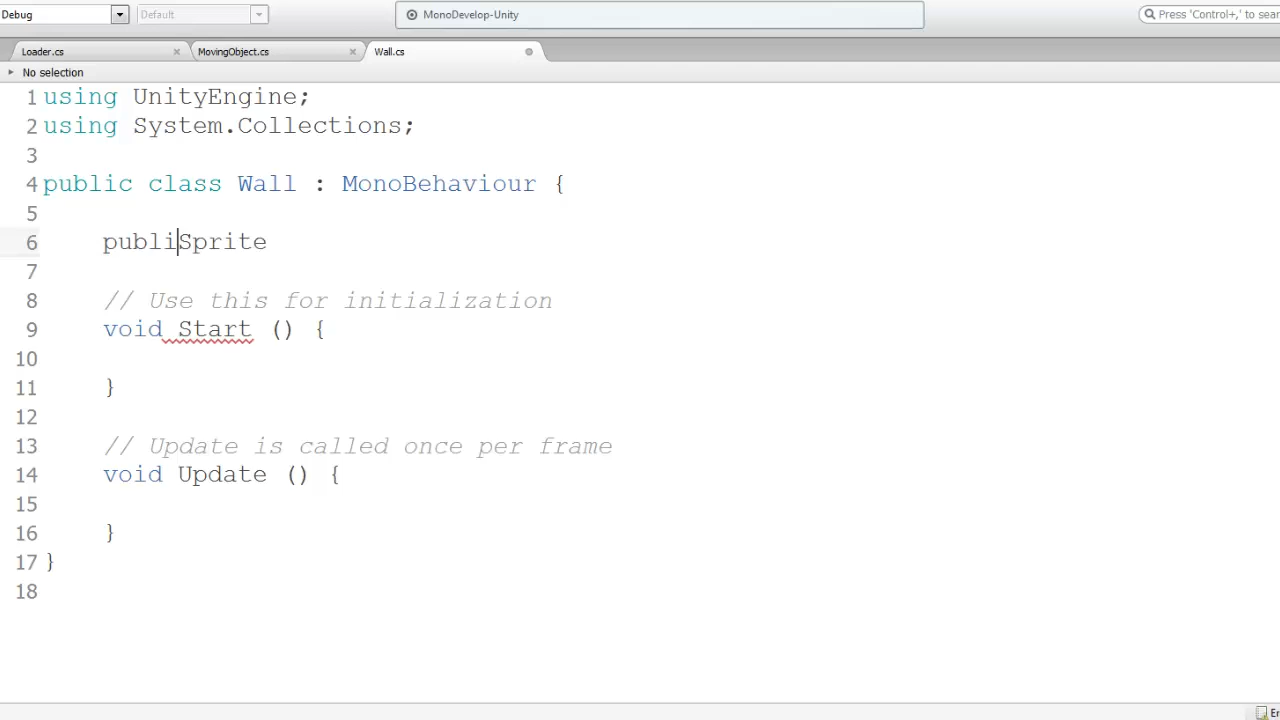 Debug
Default
MonoDevelop-Unity
Press 'Control+,' to sear
Loader.cs
MovingObject.cs
Wall.cs
No selection
1 using UnityEngine;
2 using System.Collections;
3
4 public class Wall : MonoBehaviour {
5
6 publiSprite
7
8 // Use this for initialization
9 void Start () {
10
11 }
12
13 // Update is called once per frame
14 void Update () {
15
16 }
17 }
18
Er